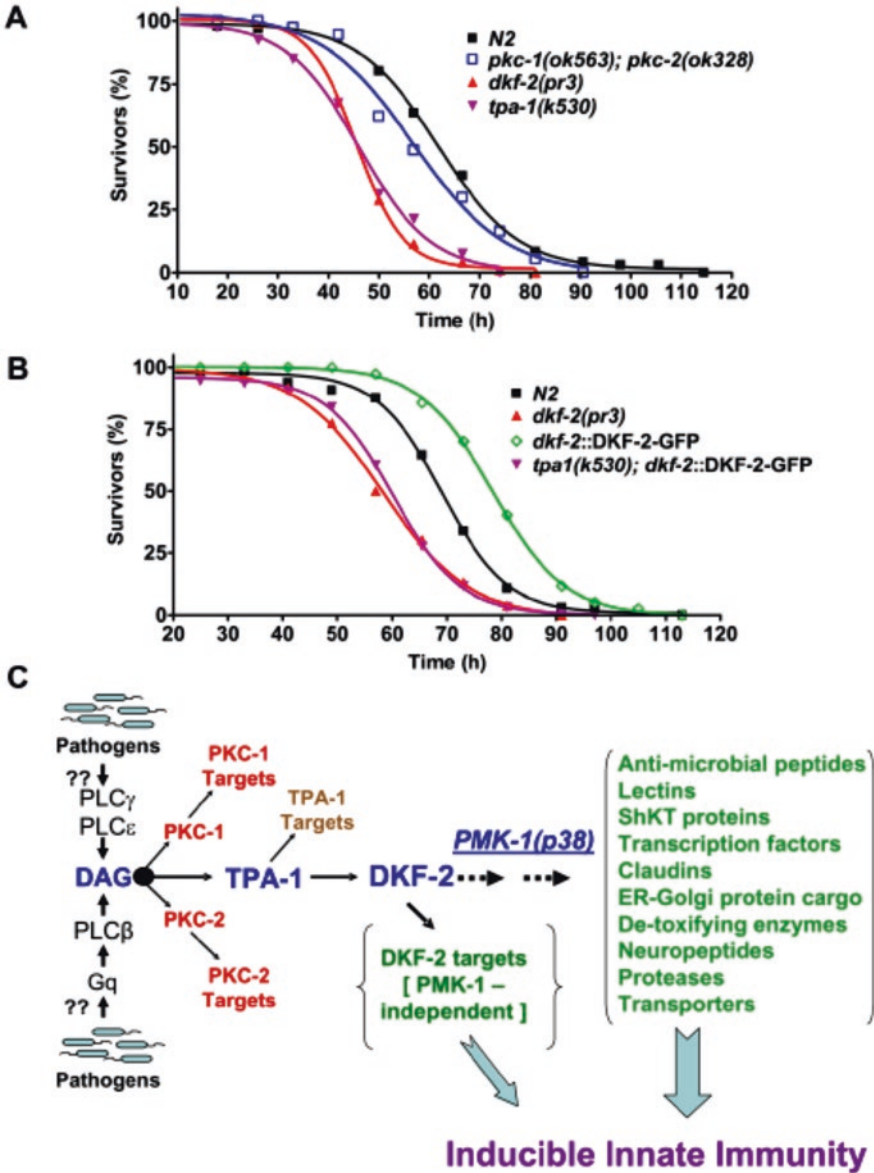 A
Survivors (%)
100
75
50
25
0
10 20 30 40 50 60 70 80 90 100 110 120
Time (h)
N2
pkc-1(ok563); pkc-2(ok328)
dkf-2(pr3)
tpa-1(k530)
B
Survivors (%)
100
75
50
25
0
20 30 40 50 60 70 80 90 100 110 120
Time (h)
N2
dkf-2(pr3)
dkf-2::DKF-2-GFP
tpa1(k530); dkf-2::DKF-2-GFP
C
Pathogens
??
PLCγ
PLCε
DAG
PLCβ
Gq
??
Pathogens
PKC-1
Targets
PKC-1
TPA-1
Targets
TPA-1
PKC-2
PKC-2
Targets
DKF-2
PMK-1(p38)
DKF-2 targets
[ PMK-1 –
independent ]
Anti-microbial peptides
Lectins
ShKT proteins
Transcription factors
Claudins
ER-Golgi protein cargo
De-toxifying enzymes
Neuropeptides
Proteases
Transporters
Inducible Innate Immunity